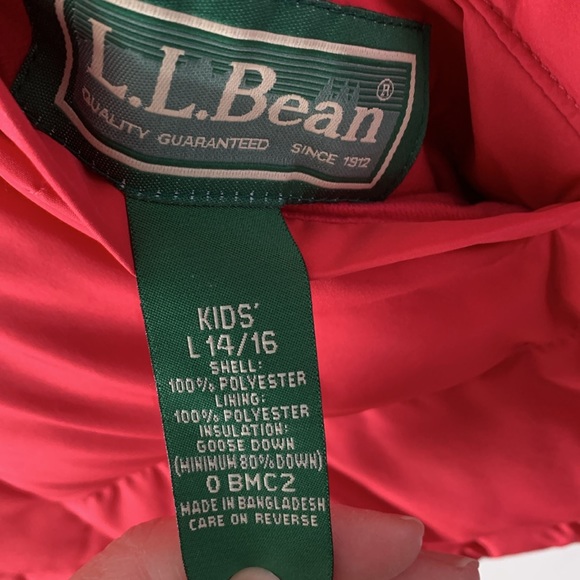 L.L.Bean®
QUALITY GUARANTEED SINCE 1912
KIDS'
L 14/16
SHELL:
100% POLYESTER
LINING:
100% POLYESTER
INSULATION:
GOOSE DOWN
(MINIMUM 80% DOWN)
0 BMC2
MADE IN BANGLADESH
CARE ON REVERSE